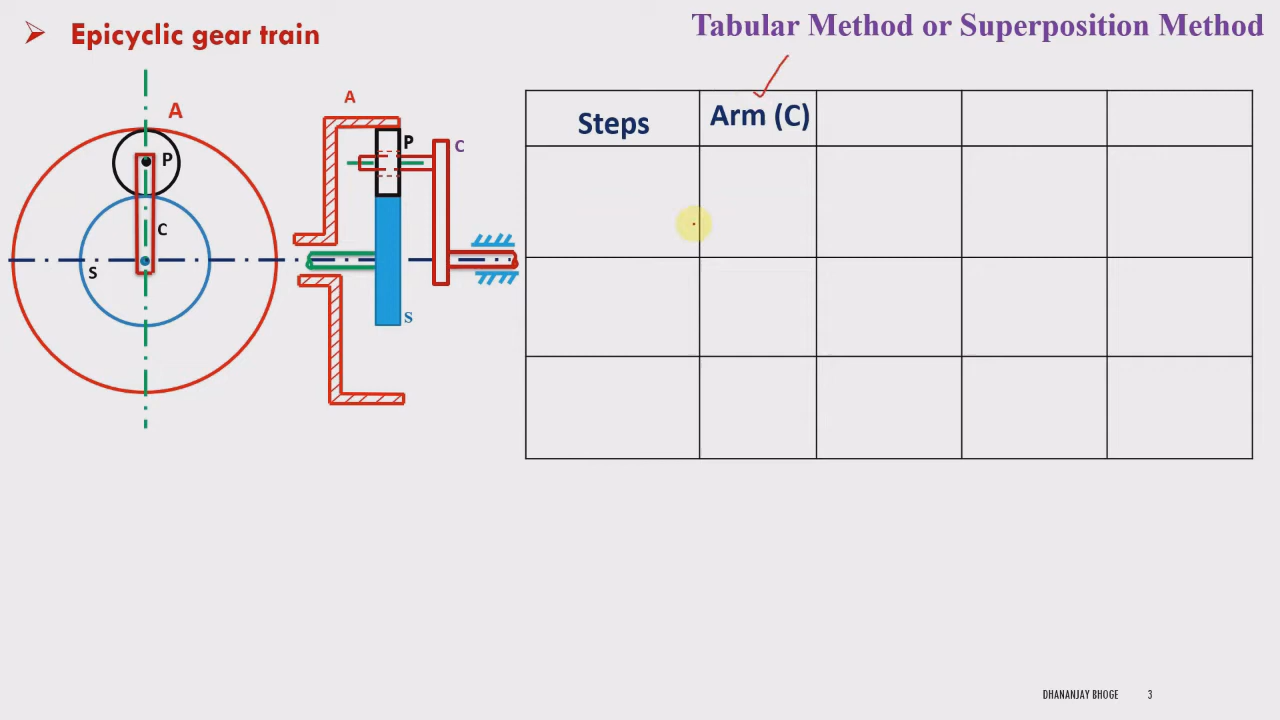 Epicyclic gear train
Tabular Method or Superposition Method
A
P
C
S
A
P
C
S
Steps
Arm (C)
DHANANJAY BHOGE
3